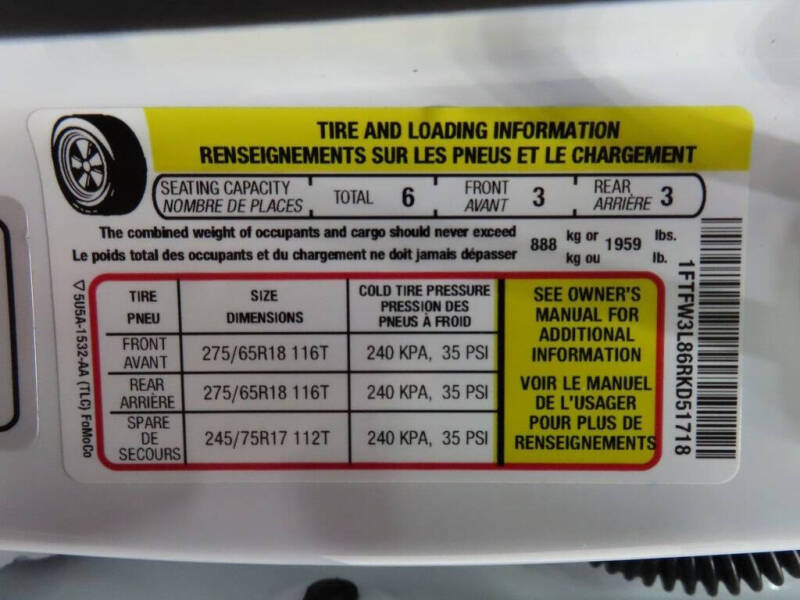 TIRE AND LOADING INFORMATION
RENSEIGNEMENTS SUR LES PNEUS ET LE CHARGEMENT
SEATING CAPACITY
NOMBRE DE PLACES
TOTAL 6
FRONT
AVANT 3
REAR
ARRIÈRE 3
The combined weight of occupants and cargo should never exceed 888 kg or 1959 lbs.
Le poids total des occupants et du chargement ne doit jamais dépasser kg ou lb.
TIRE
PNEU
SIZE
DIMENSIONS
COLD TIRE PRESSURE
PRESSION DES
PNEUS À FROID
FRONT
AVANT
275/65R18 116T
240 KPA, 35 PSI
REAR
ARRIÈRE
275/65R18 116T
240 KPA, 35 PSI
SPARE
DE
SECOURS
245/75R17 112T
240 KPA, 35 PSI
SEE OWNER'S
MANUAL FOR
ADDITIONAL
INFORMATION
VOIR LE MANUEL
DE L'USAGER
POUR PLUS DE
RENSEIGNEMENTS
5U5A-1532-AA (TLC) FoMoCo
1FTFW3L86RKD51718